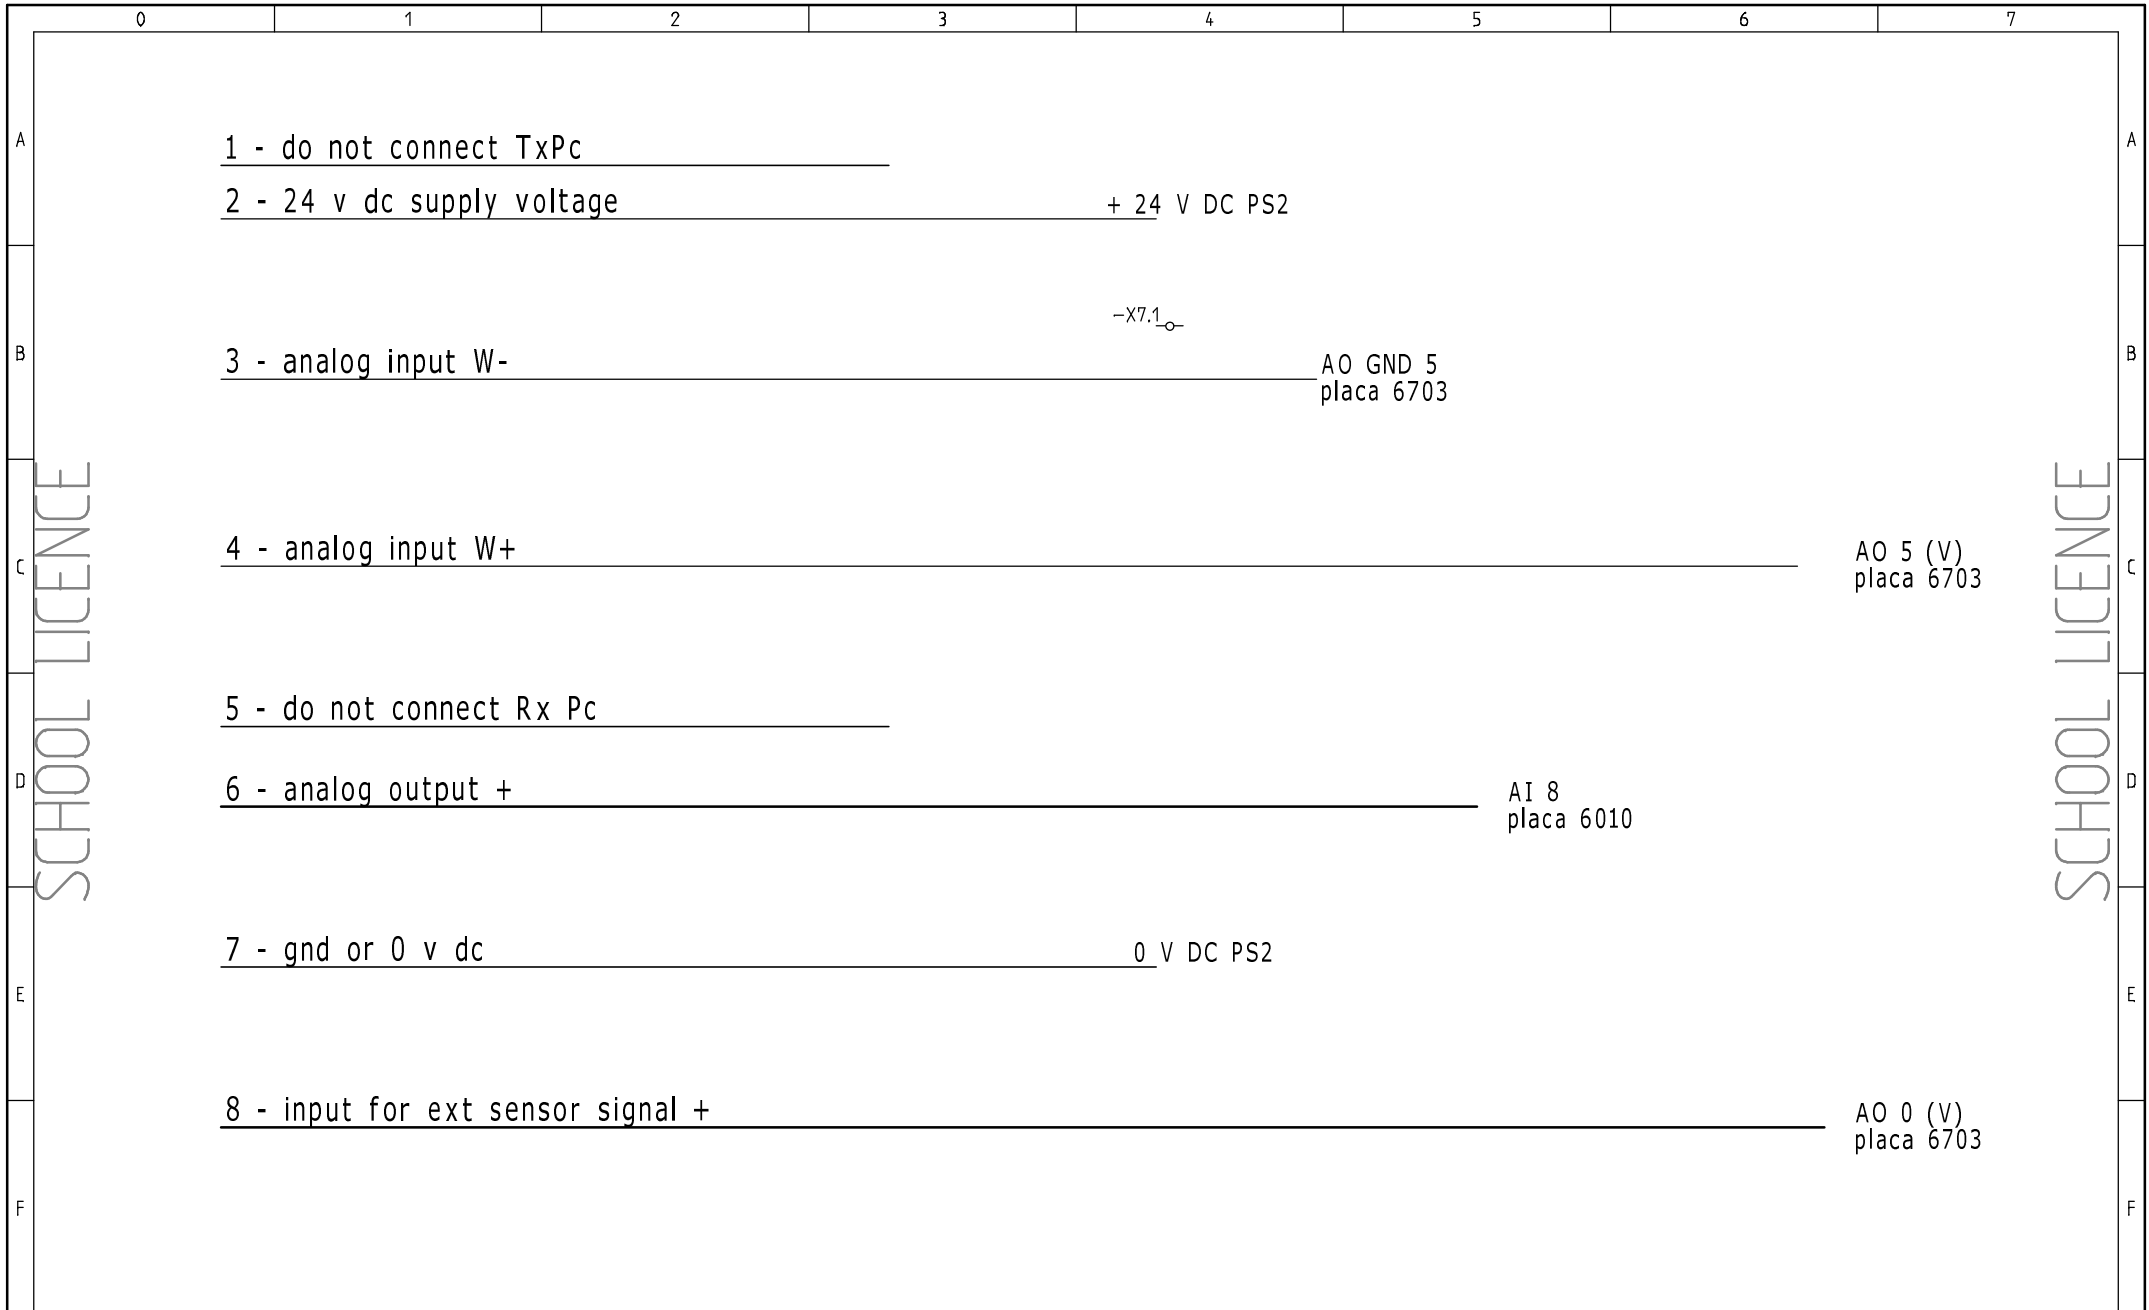 0 1 2 3 4 5 6 7
A A
1 - do not connect TxPc
2 - 24 v dc supply voltage + 24 V DC PS2
-X7.1
B B
3 - analog input W- AO GND 5
placa 6703
SCHOOL LICENCE SCHOOL LICENCE
4 - analog input W+ AO 5 (V)
C placa 6703 C
5 - do not connect Rx Pc
D D
6 - analog output + AI 8
placa 6010
7 - gnd or 0 v dc 0 V DC PS2
E E
8 - input for ext sensor signal + AO 0 (V)
placa 6703
F F